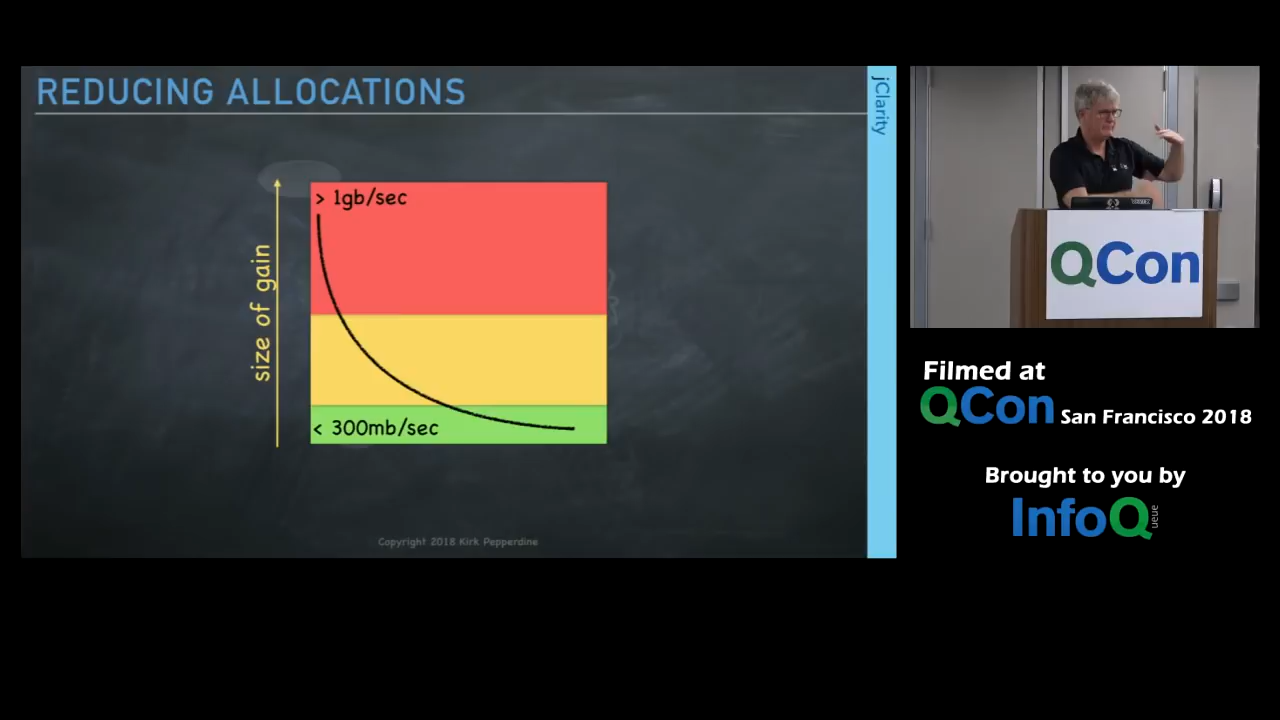 REDUCING ALLOCATIONS
jClarity
size of gain
> 1gb/sec
< 300mb/sec
Copyright 2018 Kirk Pepperdine
QCon
Filmed at
QCon San Francisco 2018
Brought to you by
InfoQ
ueue